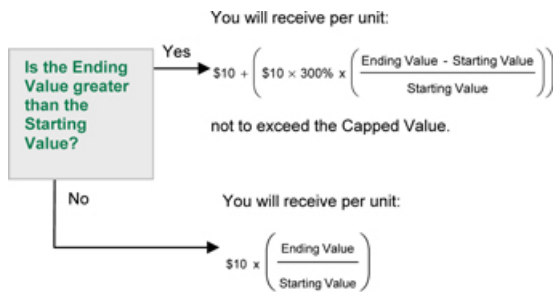 You will receive per unit:
Is the Ending
Value greater
than the
Starting
Value?
Yes
$10 + ( $10 × 300% x ( Ending Value - Starting Value
Starting Value ) )
not to exceed the Capped Value.
No
You will receive per unit:
$10 x ( Ending Value
Starting Value )